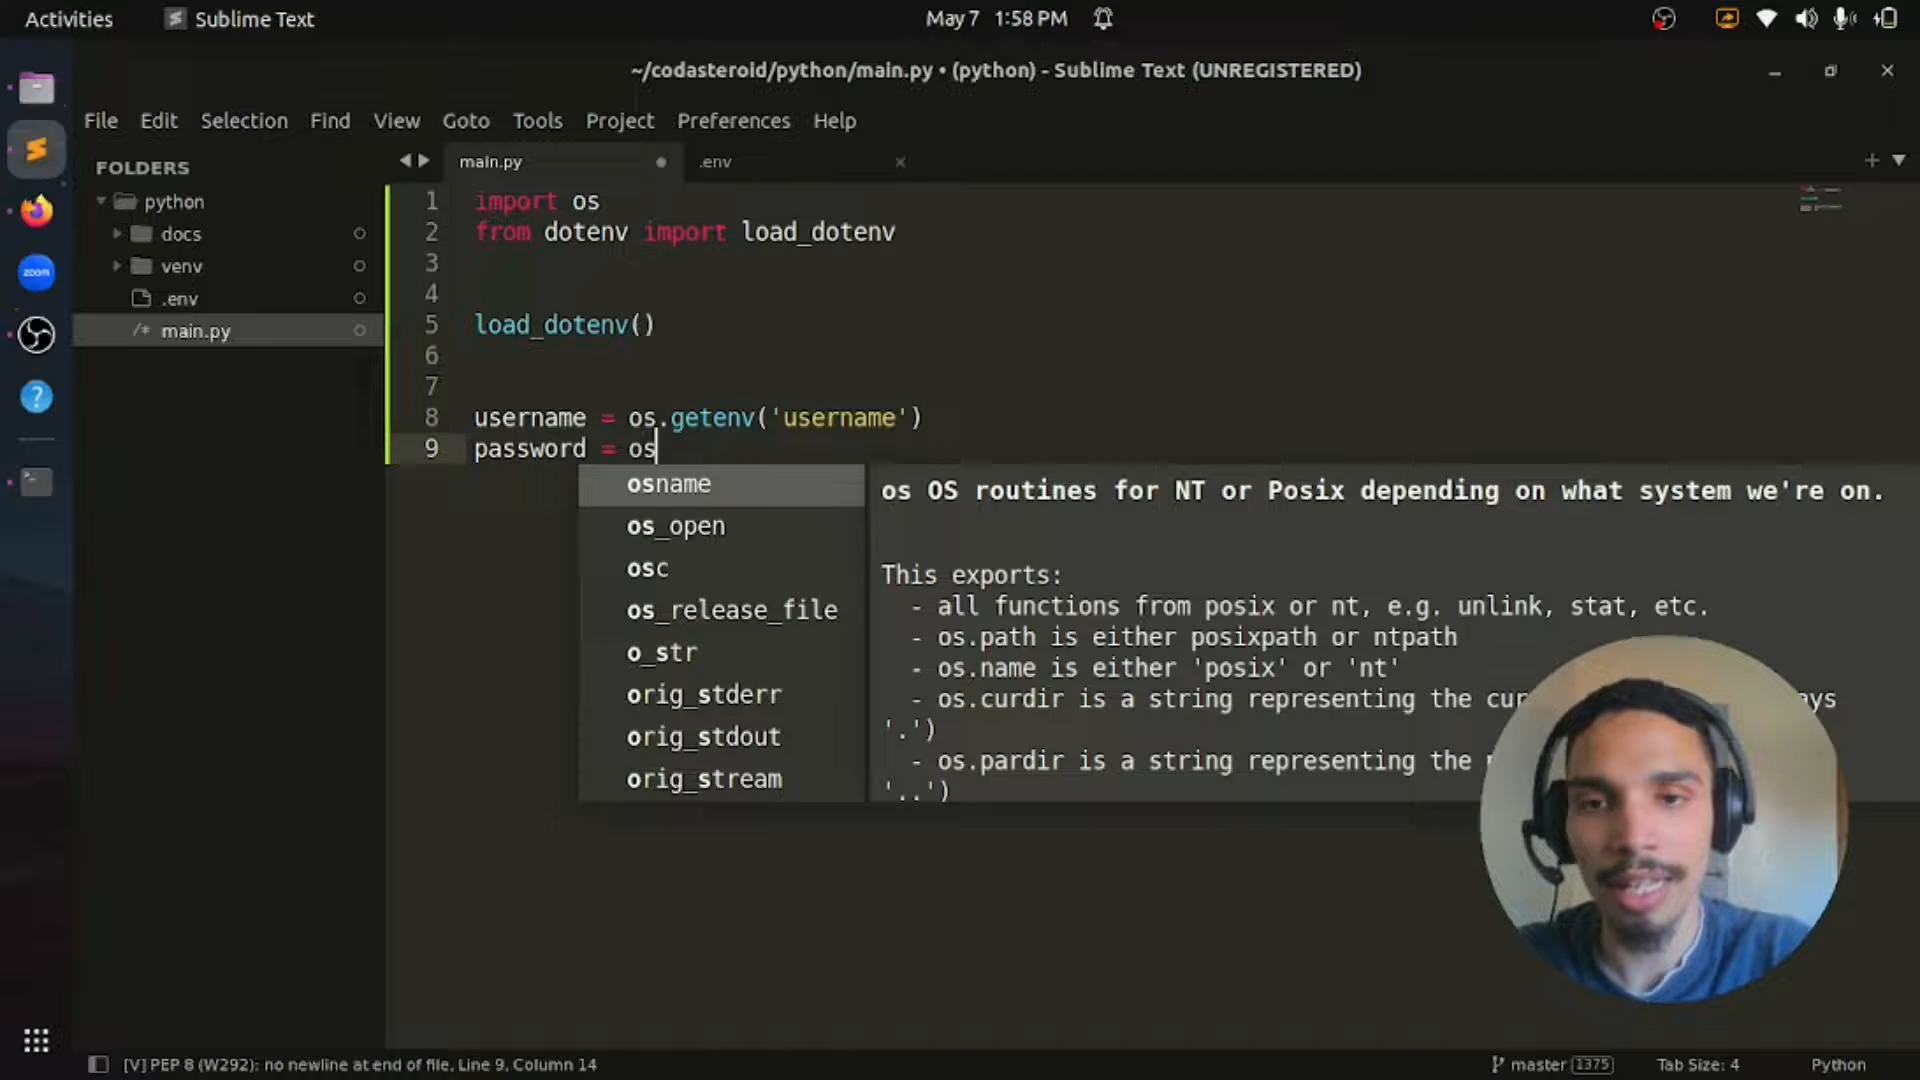 Activities
Sublime Text
May 7 1:58 PM
~/codasteroid/python/main.py • (python) - Sublime Text (UNREGISTERED)
File Edit Selection Find View Goto Tools Project Preferences Help
FOLDERS
python
docs
venv
.env
/* main.py
zoom
?
main.py
.env
1 import os
2 from dotenv import load_dotenv
3
4
5 load_dotenv()
6
7
8 username = os.getenv('username')
9 password = os
osname
os_open
osc
os_release_file
o_str
orig_stderr
orig_stdout
orig_stream
os OS routines for NT or Posix depending on what system we're on.
This exports:
- all functions from posix or nt, e.g. unlink, stat, etc.
- os.path is either posixpath or ntpath
- os.name is either 'posix' or 'nt'
- os.curdir is a string representing the cur ays
'.')
- os.pardir is a string representing the
'..')
[V] PEP 8 (W292): no newline at end of file, Line 9, Column 14
master 1375
Tab Size: 4
Python